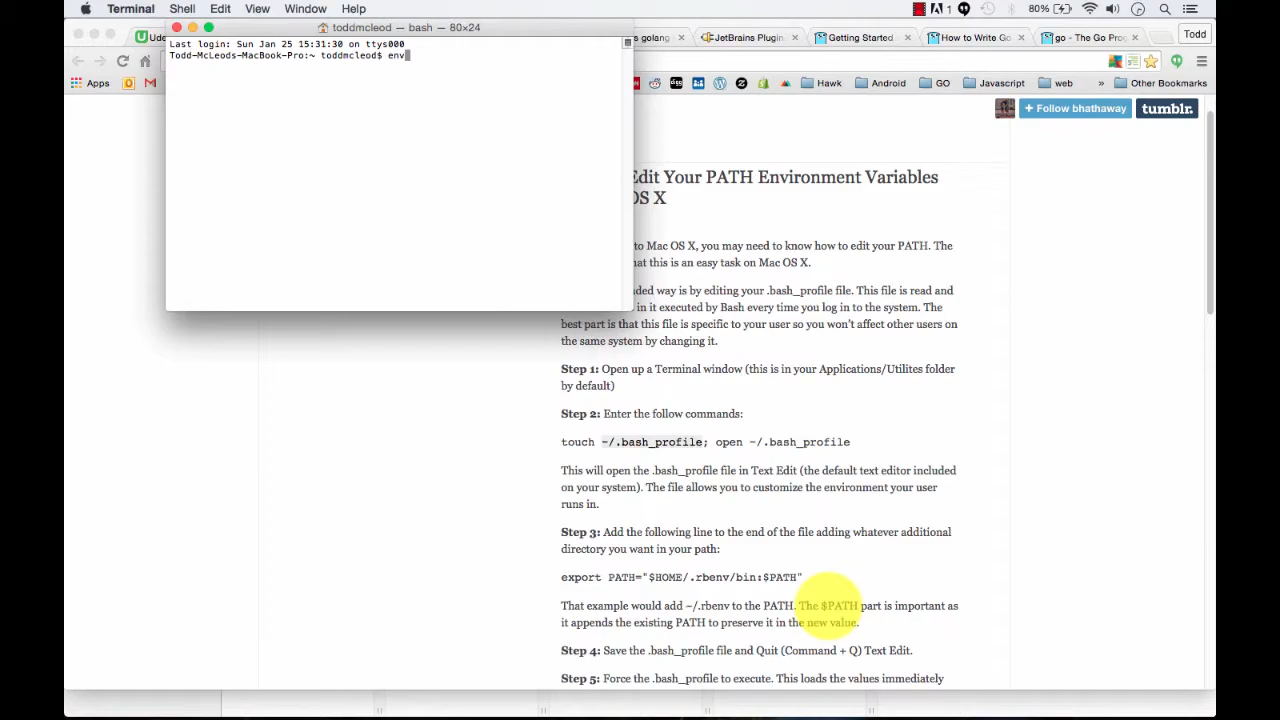 Terminal Shell Edit View Window Help
1 80%
toddmcleod — bash — 80×24
Last login: Sun Jan 25 15:31:30 on ttys000
Todd-McLeods-MacBook-Pro:~ toddmcleod$ env
Ude
s golang
JetBrains Plugin
Getting Started
How to Write Go
go - The Go Prog
Todd
Apps
digg
Hawk
Android
GO
Javascript
web
»
Other Bookmarks
+ Follow bhathaway
tumblr.
Edit Your PATH Environment Variables
OS X
to Mac OS X, you may need to know how to edit your PATH. The
hat this is an easy task on Mac OS X.
nded way is by editing your .bash_profile file. This file is read and
in it executed by Bash every time you log in to the system. The
best part is that this file is specific to your user so you won't affect other users on
the same system by changing it.
Step 1: Open up a Terminal window (this is in your Applications/Utilites folder
by default)
Step 2: Enter the follow commands:
touch ~/.bash_profile; open ~/.bash_profile
This will open the .bash_profile file in Text Edit (the default text editor included
on your system). The file allows you to customize the environment your user
runs in.
Step 3: Add the following line to the end of the file adding whatever additional
directory you want in your path:
export PATH="$HOME/.rbenv/bin:$PATH"
That example would add ~/.rbenv to the PATH. The $PATH part is important as
it appends the existing PATH to preserve it in the new value.
Step 4: Save the .bash_profile file and Quit (Command + Q) Text Edit.
Step 5: Force the .bash_profile to execute. This loads the values immediately